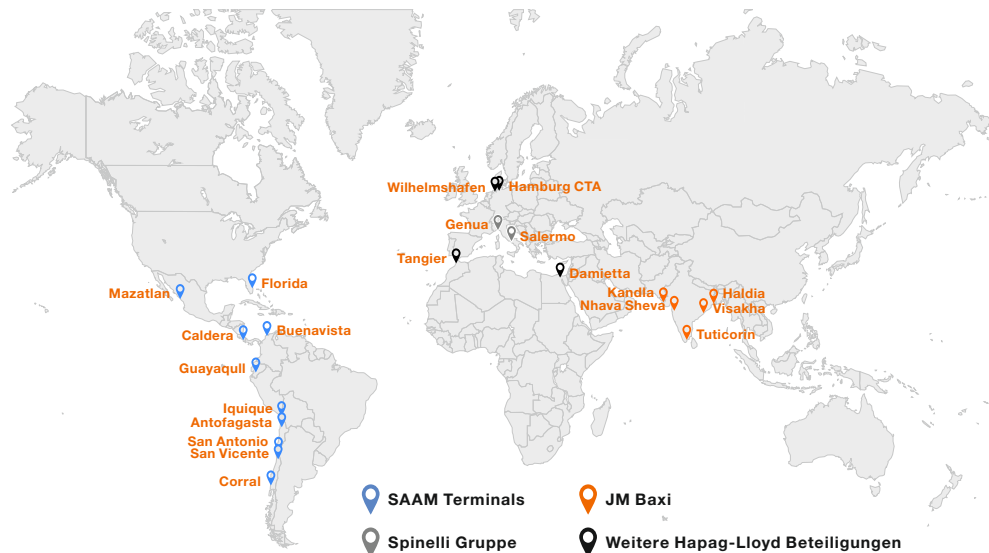 Wilhelmshafen
Hamburg CTA
Genua
Salermo
Tangier
Damietta
Mazatlan
Florida
Kandla
Haldia
Nhava Sheva
Visakha
Caldera
Buenavista
Tuticorin
Guayaqull
Iquique
Antofagasta
San Antonio
San Vicente
Corral
SAAM Terminals
JM Baxi
Spinelli Gruppe
Weitere Hapag-Lloyd Beteiligungen